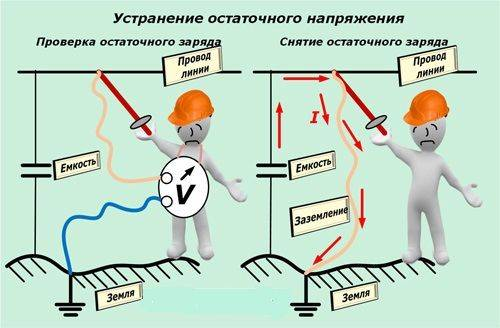 Устранение остаточного напряжения
Проверка остаточного заряда
Снятие остаточного заряда
Провод
линии
Емкость
V
Земля
Провод
линии
I
Емкость
Заземление
Земля